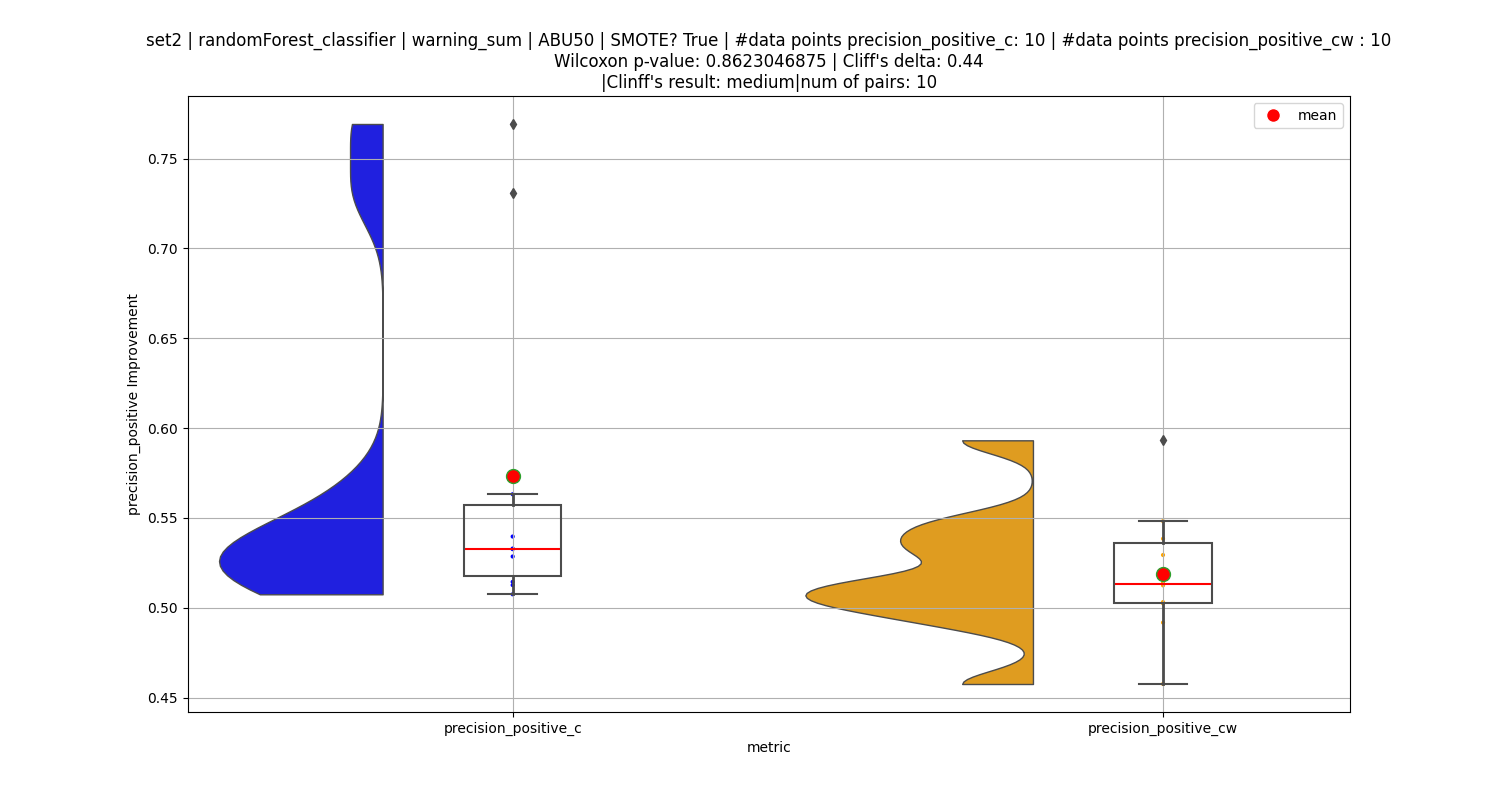 set2 | randomForest_classifier | warning_sum | ABU50 | SMOTE? True | #data points precision_positive_c: 10 | #data points precision_positive_cw : 10
Wilcoxon p-value: 0.8623046875 | Cliff's delta: 0.44
|Clinff's result: medium|num of pairs: 10
mean
precision_positive Improvement
0.75
0.70
0.65
0.60
0.55
0.50
0.45
precision_positive_c
precision_positive_cw
metric